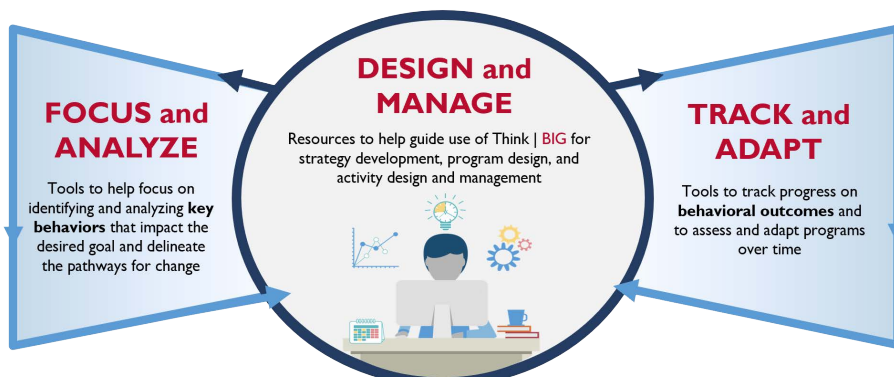 FOCUS and
ANALYZE
Tools to help focus on
identifying and analyzing key
behaviors that impact the
desired goal and delineate
the pathways for change
DESIGN and
MANAGE
Resources to help guide use of Think | BIG for
strategy development, program design, and
activity design and management
TRACK and
ADAPT
Tools to track progress on
behavioral outcomes and
to assess and adapt programs
over time